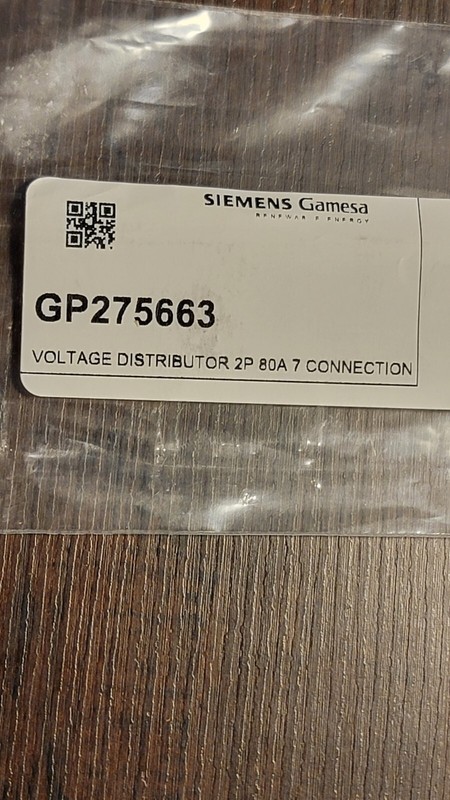 SIEMENS Gamesa
RENEWABLE ENERGY
GP275663
VOLTAGE DISTRIBUTOR 2P 80A 7 CONNECTION